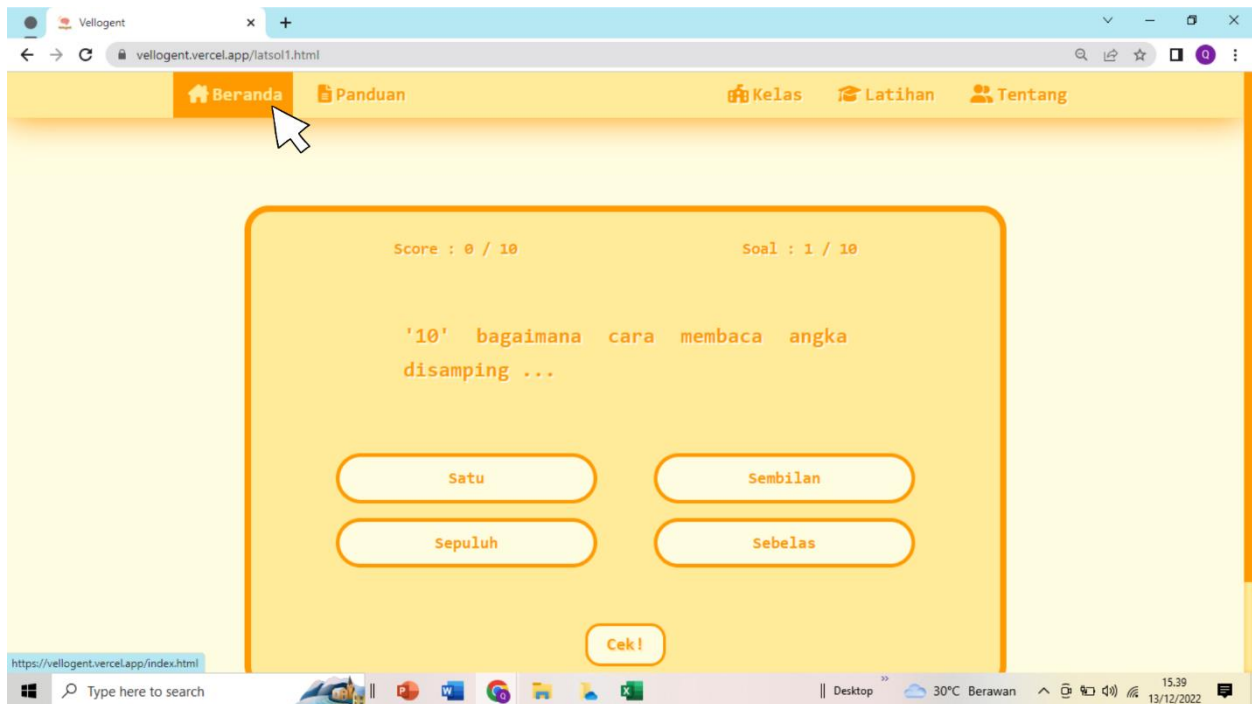 Vellogent
vellogent.vercel.app/latsol1.html
Q
Beranda Panduan Kelas Latihan Tentang
Score : 0 / 10 Soal : 1 / 10
'10' bagaimana cara membaca angka
disamping ...
Satu Sembilan
Sepuluh Sebelas
Cek!
https://vellogent.vercel.app/index.html
Type here to search Desktop 30°C Berawan 15.39
13/12/2022